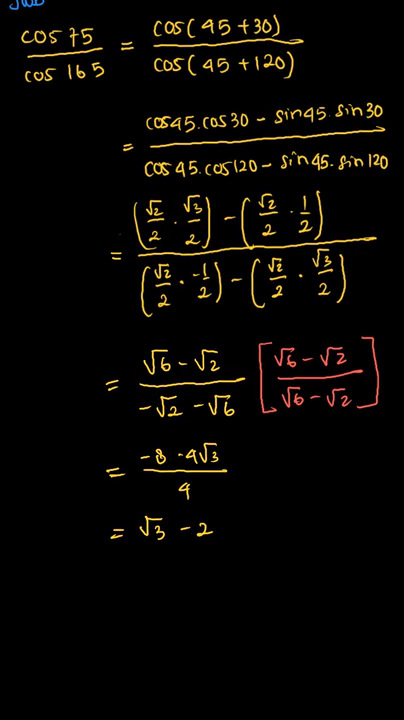 cos 75 / cos 165 = cos(45+30) / cos(45+120)
= cos45.cos30 - sin45.sin30 / cos45.cos120 - sin45.sin120
= (√2/2 . √3/2) - (√2/2 . 1/2) / (√2/2 . -1/2) - (√2/2 . √3/2)
= √6 - √2 / -√2 - √6 [√6 - √2 / √6 - √2]
= -8 - 4√3 / 4
= √3 - 2